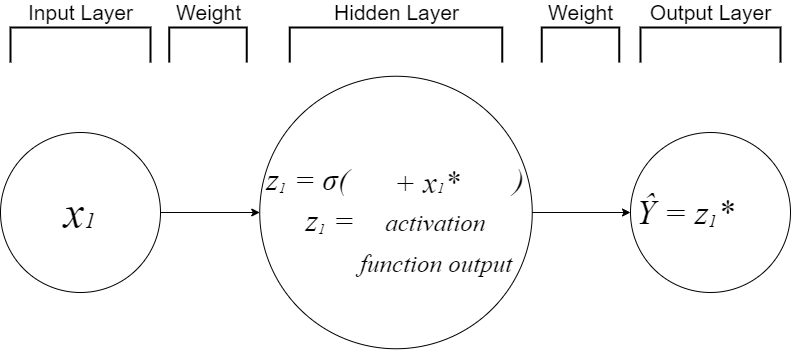 Input Layer Weight Hidden Layer Weight Output Layer
x₁
z₁ = σ( + x₁* )
z₁ = activation
function output
Ŷ = z₁*